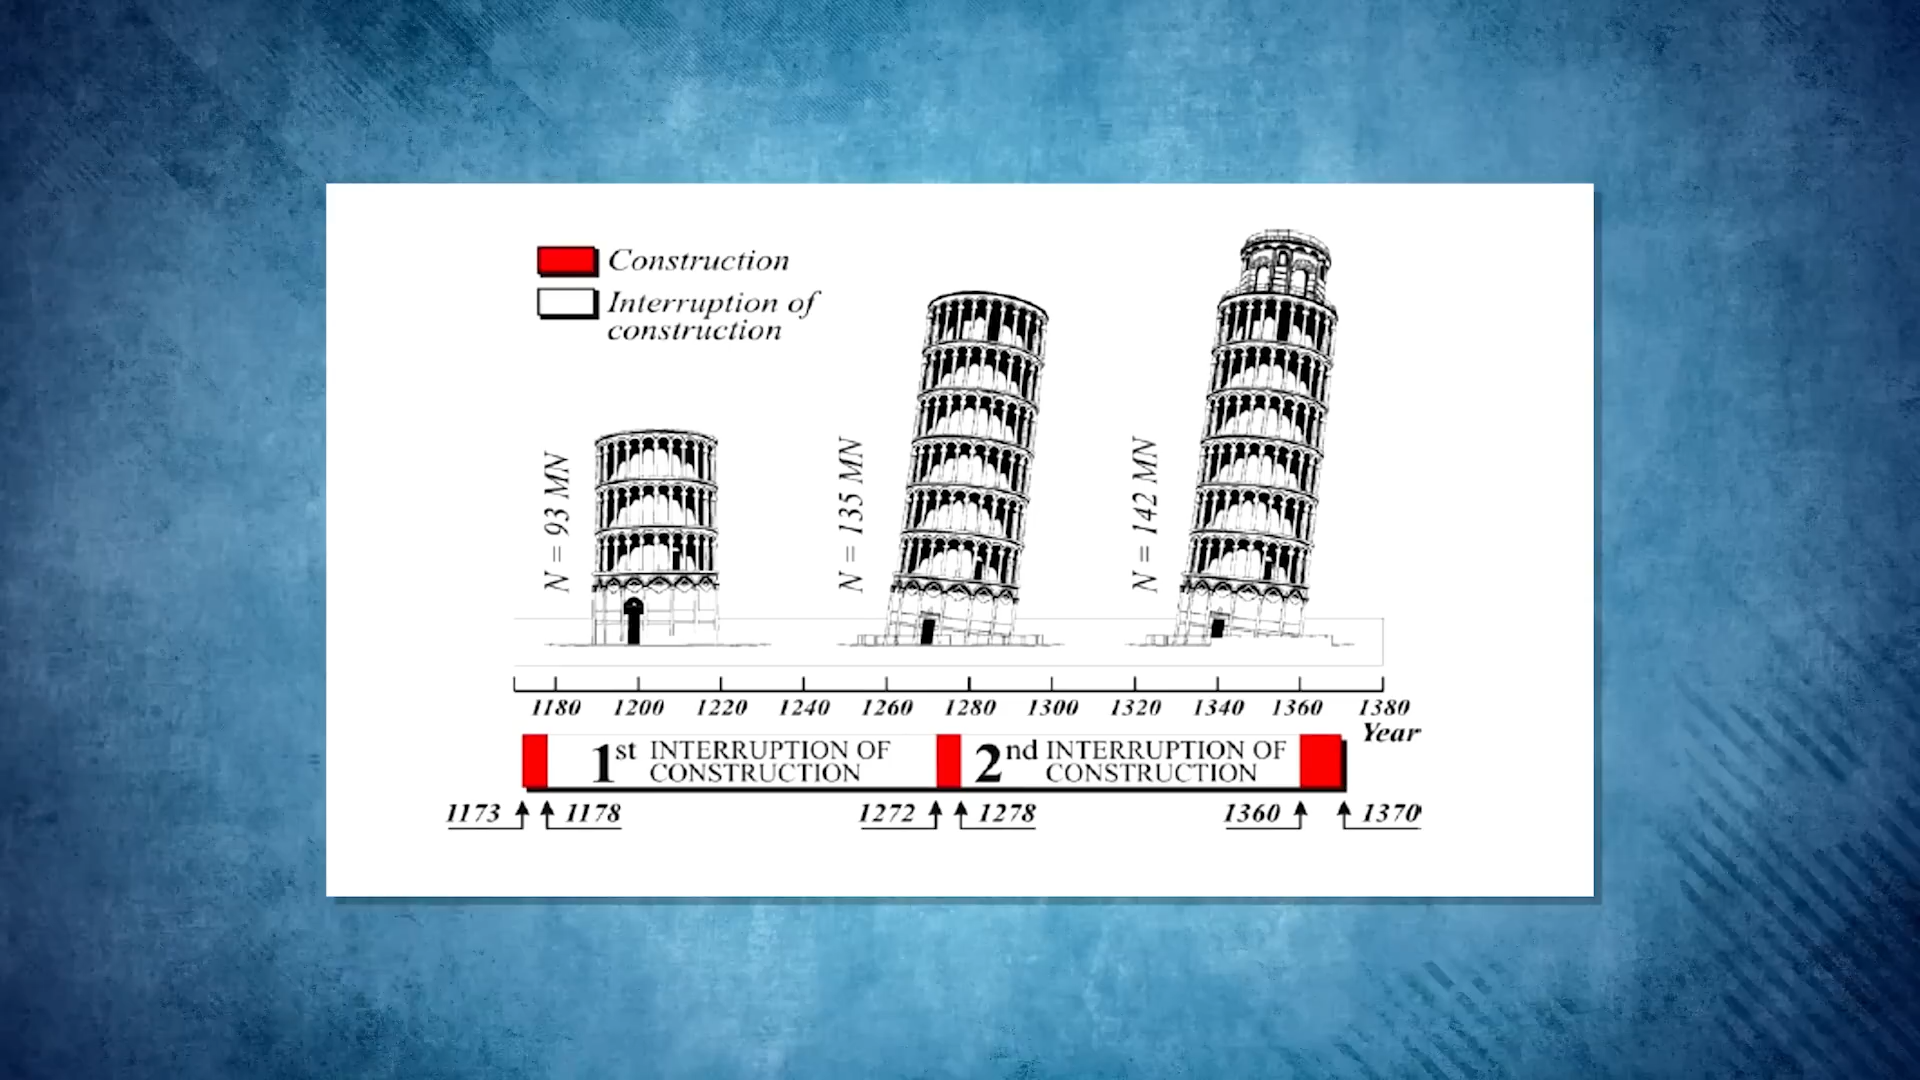 Construction
Interruption of
construction
N = 93 MN
N = 135 MN
N = 142 MN
1180 1200 1220 1240 1260 1280 1300 1320 1340 1360 1380
Year
1st INTERRUPTION OF
CONSTRUCTION
2nd INTERRUPTION OF
CONSTRUCTION
1173 1178 1272 1278 1360 1370